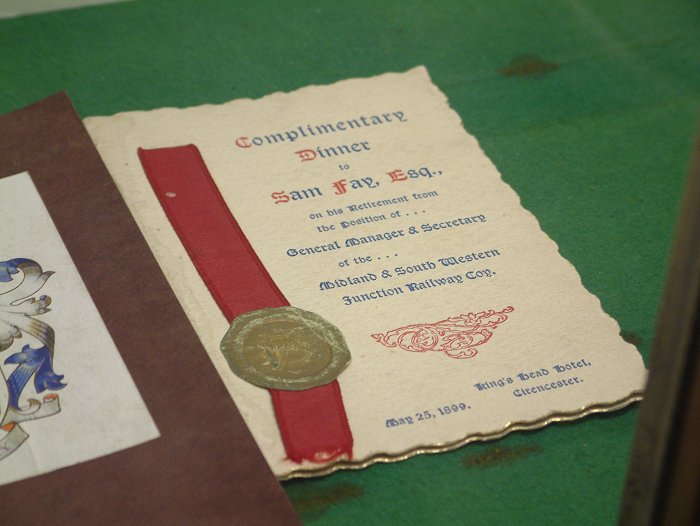 Complimentary
Dinner
to
Sam Fay, Esq.,
on his Retirement from
the Position of . . .
General Manager & Secretary
of the . . .
Midland & South Western
Junction Railway Coy.
King's Head Hotel,
Cirencester.
May 25, 1899.